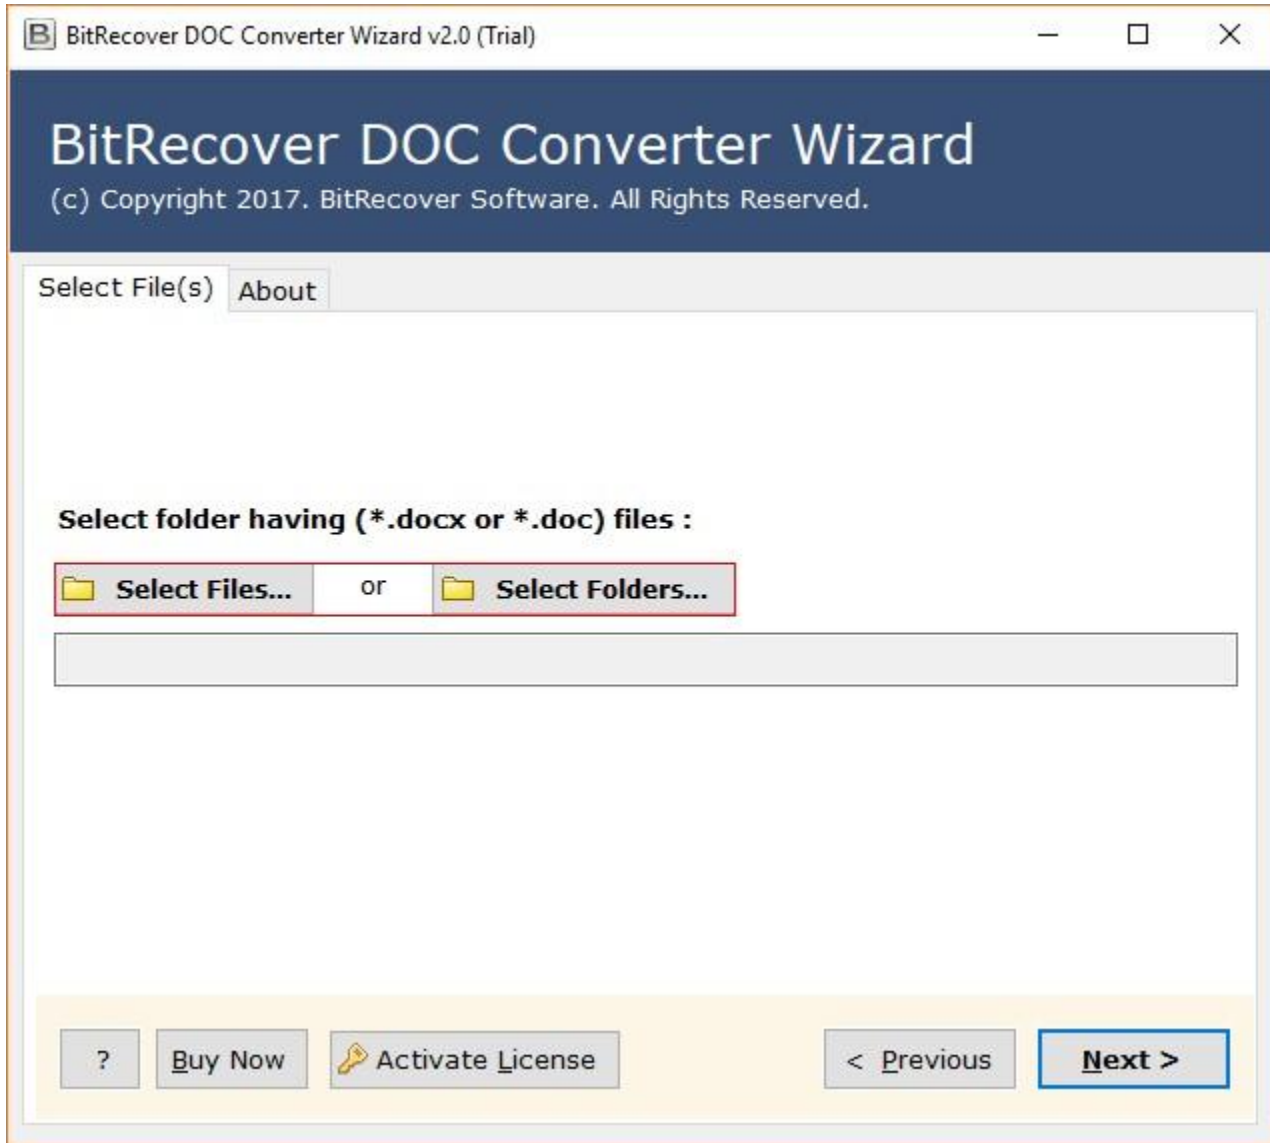 BitRecover DOC Converter Wizard v2.0 (Trial)
BitRecover DOC Converter Wizard
(c) Copyright 2017. BitRecover Software. All Rights Reserved.
Select File(s) About
Select folder having (*.docx or *.doc) files :
Select Files... or Select Folders...
? Buy Now Activate License < Previous Next >